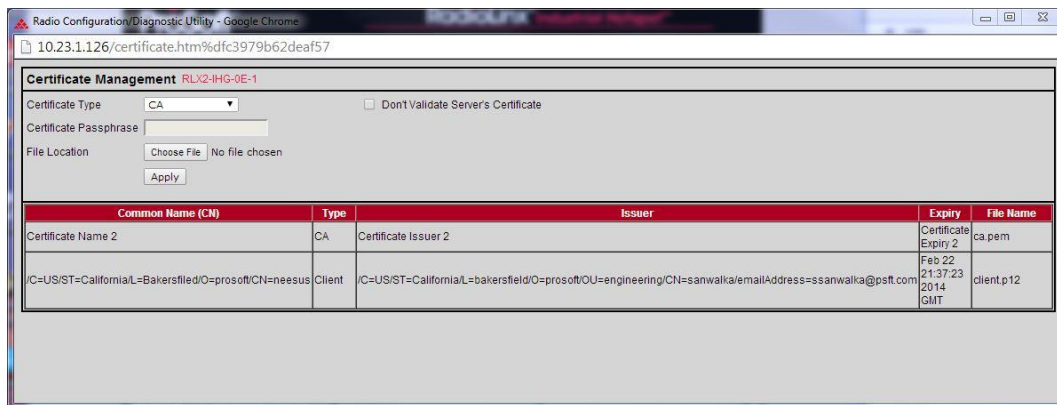 Radio Configuration/Diagnostic Utility - Google Chrome
RadioLinx "Industrial Hotspot"
10.23.1.126/certificate.htm%dfc3979b62deaf57
Certificate Management RLX2-IHG-0E-1
Certificate Type CA Don't Validate Server's Certificate
Certificate Passphrase
File Location Choose File No file chosen
Apply
Common Name (CN) Type Issuer Expiry File Name
Certificate Name 2 CA Certificate Issuer 2 Certificate Expiry 2 ca.pem
/C=US/ST=California/L=Bakersfiled/O=prosoft/CN=neesus Client /C=US/ST=California/L=bakersfield/O=prosoft/OU=engineering/CN=sanwalka/emailAddress=ssanwalka@psft.com Feb 22 21:37:23 2014 GMT client.p12